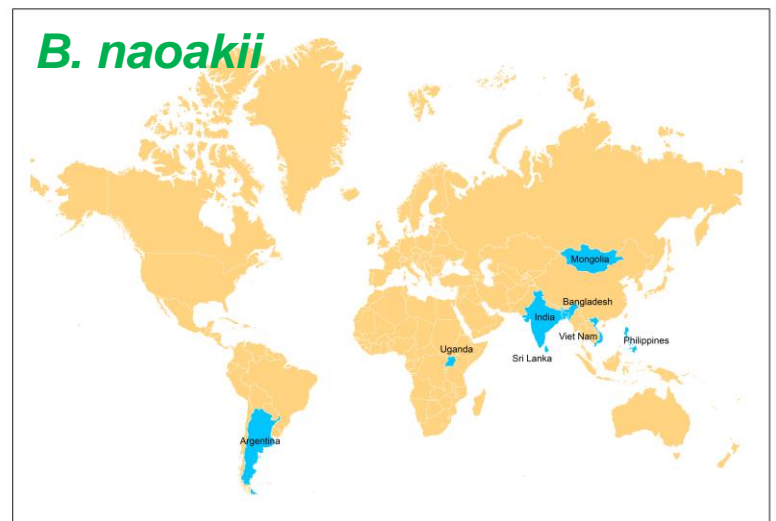 B. naoakii
Mongolia
Bangladesh
India
Viet Nam
Philippines
Uganda
Sri Lanka
Argentina